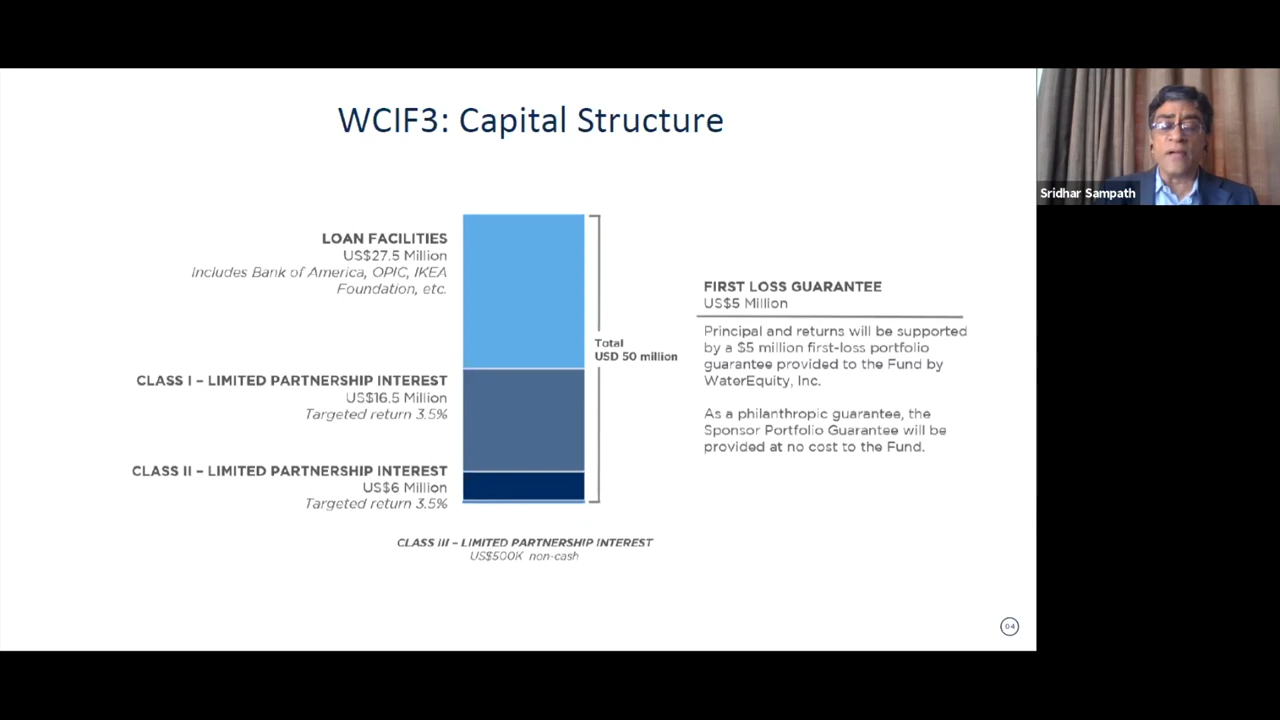 WCIF3: Capital Structure
Sridhar Sampath
LOAN FACILITIES
US$27.5 Million
Includes Bank of America, OPIC, IKEA
Foundation, etc.
CLASS I – LIMITED PARTNERSHIP INTEREST
US$16.5 Million
Targeted return 3.5%
CLASS II – LIMITED PARTNERSHIP INTEREST
US$6 Million
Targeted return 3.5%
CLASS III – LIMITED PARTNERSHIP INTEREST
US$500K non-cash
Total
USD 50 million
FIRST LOSS GUARANTEE
US$5 Million
Principal and returns will be supported
by a $5 million first-loss portfolio
guarantee provided to the Fund by
WaterEquity, Inc.
As a philanthropic guarantee, the
Sponsor Portfolio Guarantee will be
provided at no cost to the Fund.
04